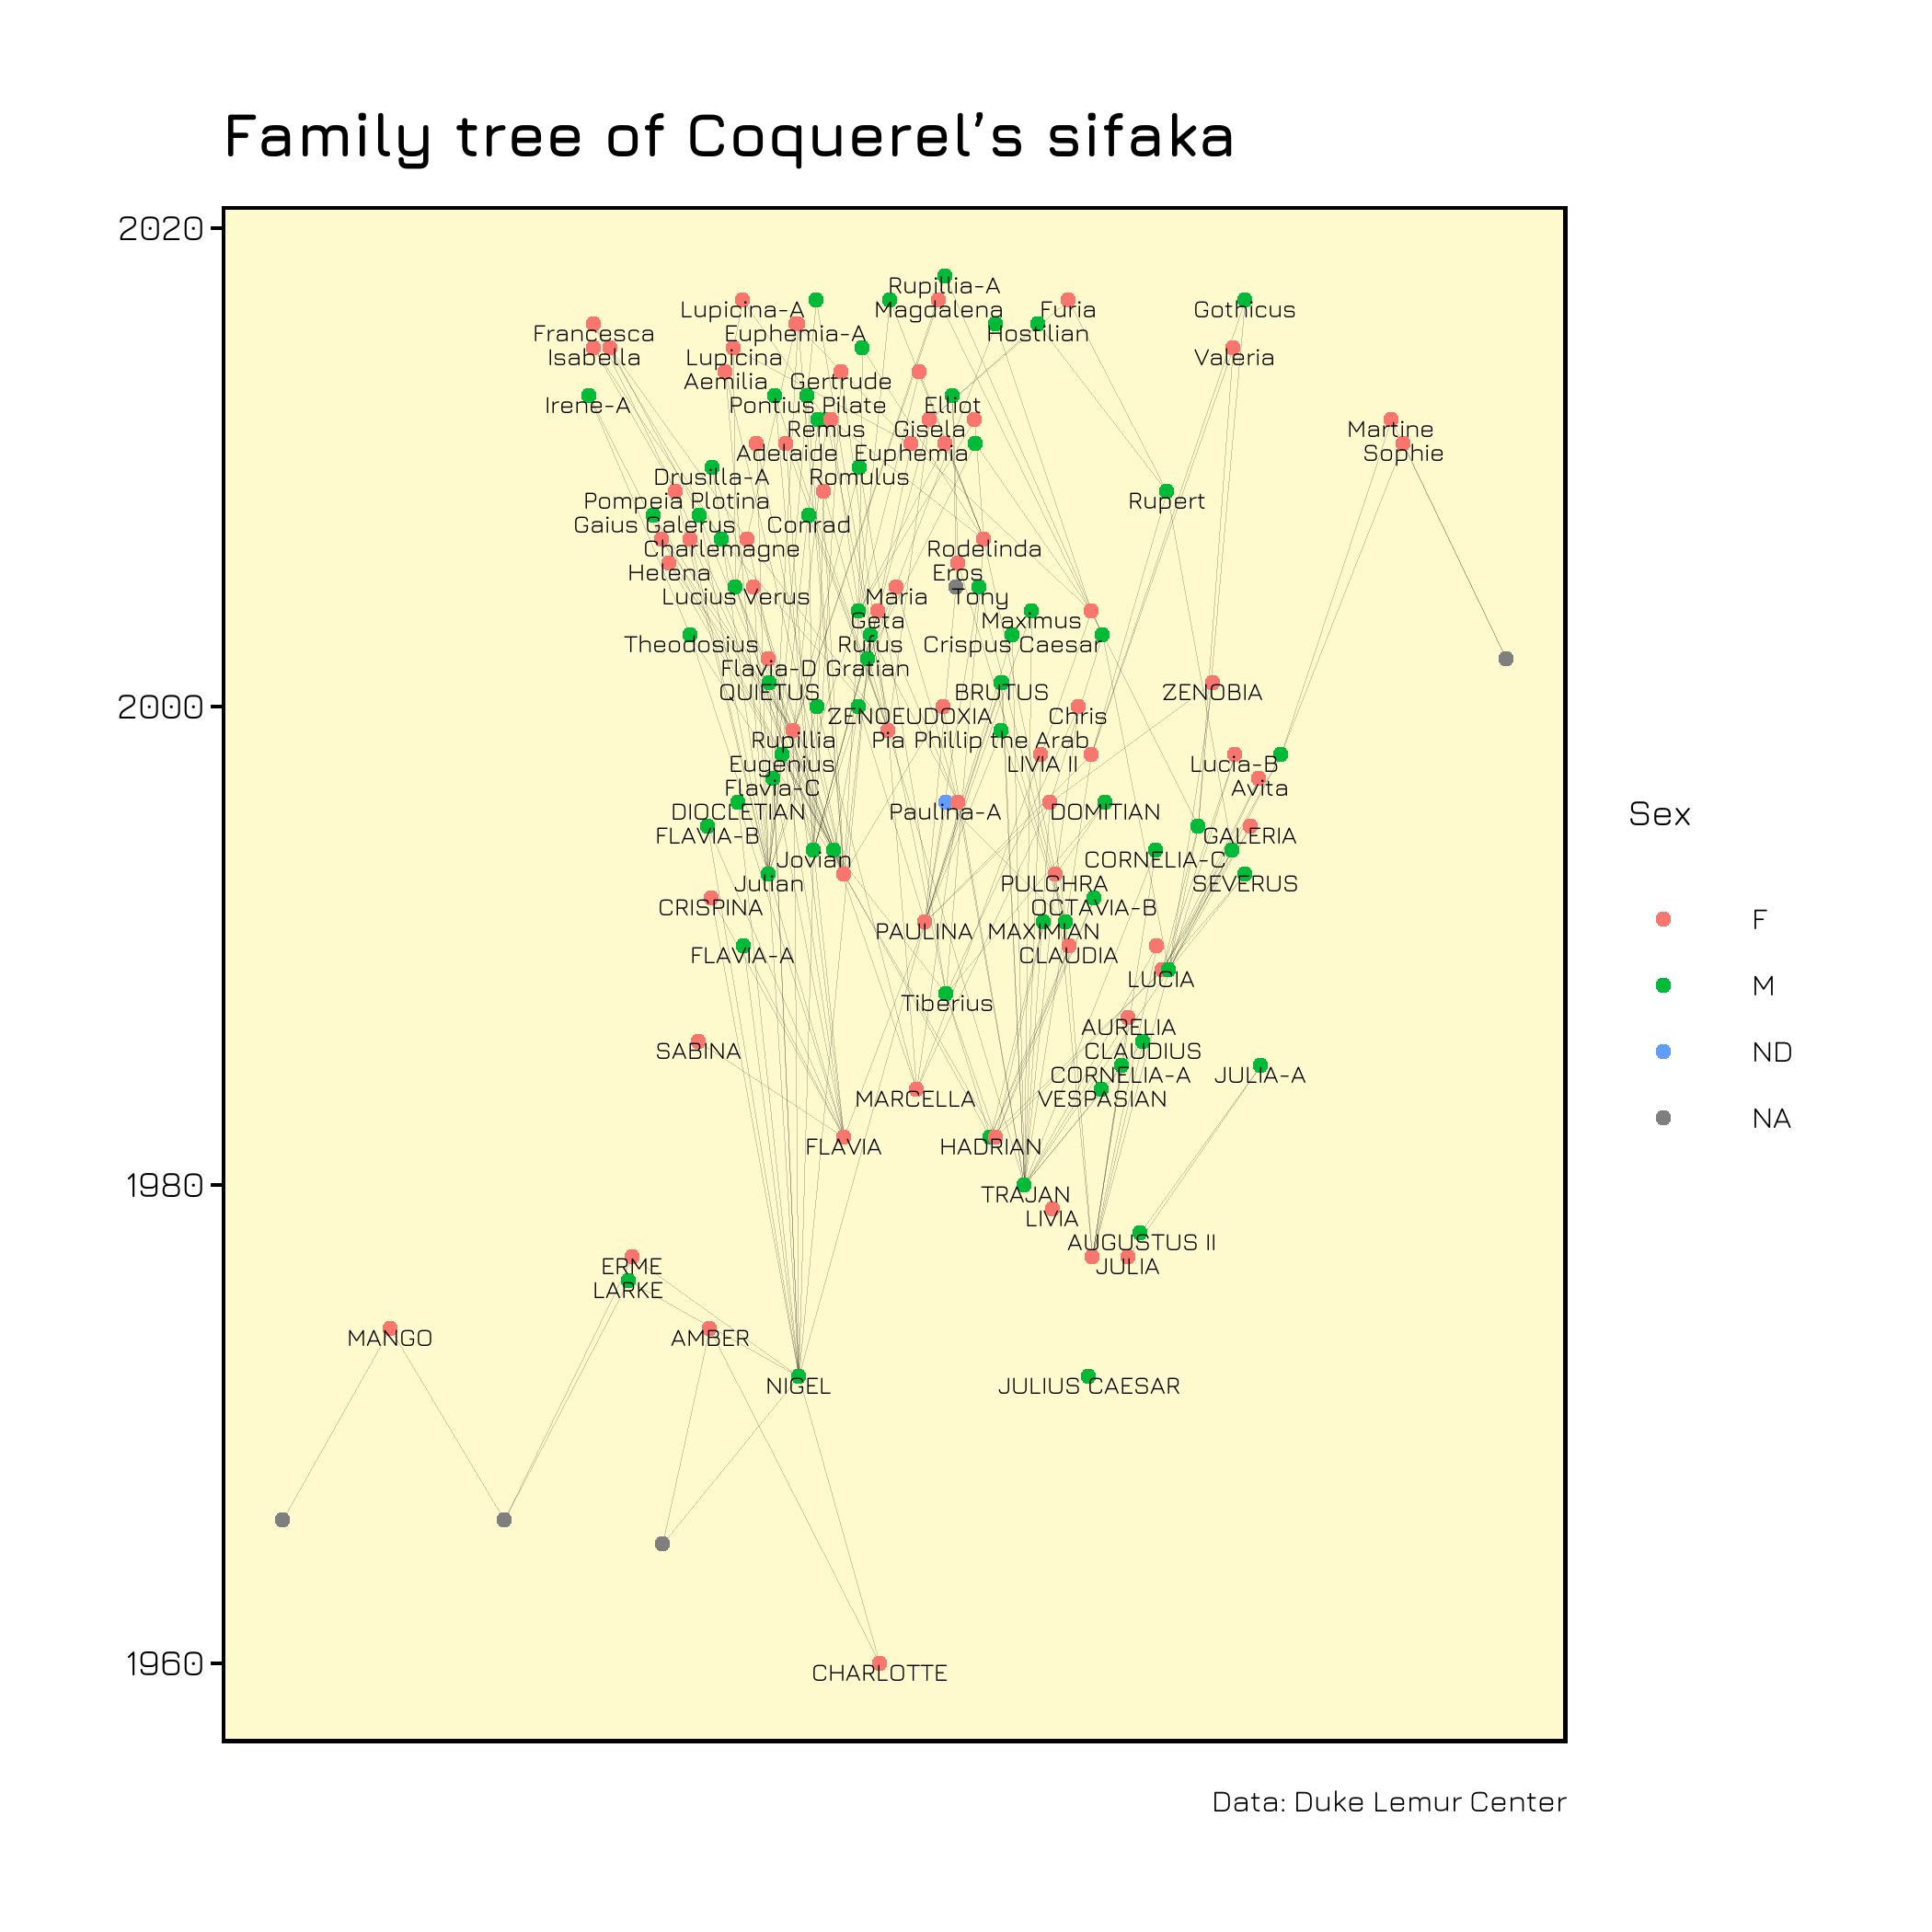 Family tree of Coquerel’s sifaka
2020
Rupillia-A
Lupicina-A Magdalena Furia Gothicus
Francesca Euphemia-A Hostilian
Isabella Lupicina Valeria
Aemilia Gertrude
Irene-A Pontius Pilate Elliot
Remus Gisela Martine
Adelaide Euphemia Sophie
Drusilla-A Romulus
Pompeia Plotina Rupert
Gaius Galerus Conrad
Charlemagne Rodelinda
Helena Eros
Lucius Verus Maria Tony
Geta Maximus
Theodosius Rufus Crispus Caesar
Flavia-D Gratian
QUIETUS BRUTUS ZENOBIA
2000
ZENOEUDOXIA Chris
Rupillia Pia Phillip the Arab
Eugenius LIVIA II Lucia-B
Flavia-C Avita
DIOCLETIAN Paulina-A DOMITIAN
FLAVIA-B GALERIA
Jovian CORNELIA-C
Julian PULCHRA SEVERUS
CRISPINA OCTAVIA-B
PAULINA MAXIMIAN
FLAVIA-A CLAUDIA
LUCIA
Tiberius
AURELIA
SABINA CLAUDIUS
CORNELIA-A JULIA-A
MARCELLA VESPASIAN
FLAVIA HADRIAN
1980
TRAJAN
LIVIA
AUGUSTUS II
ERME JULIA
LARKE
MANGO AMBER
NIGEL JULIUS CAESAR
1960
CHARLOTTE
Sex
F
M
ND
NA
Data: Duke Lemur Center